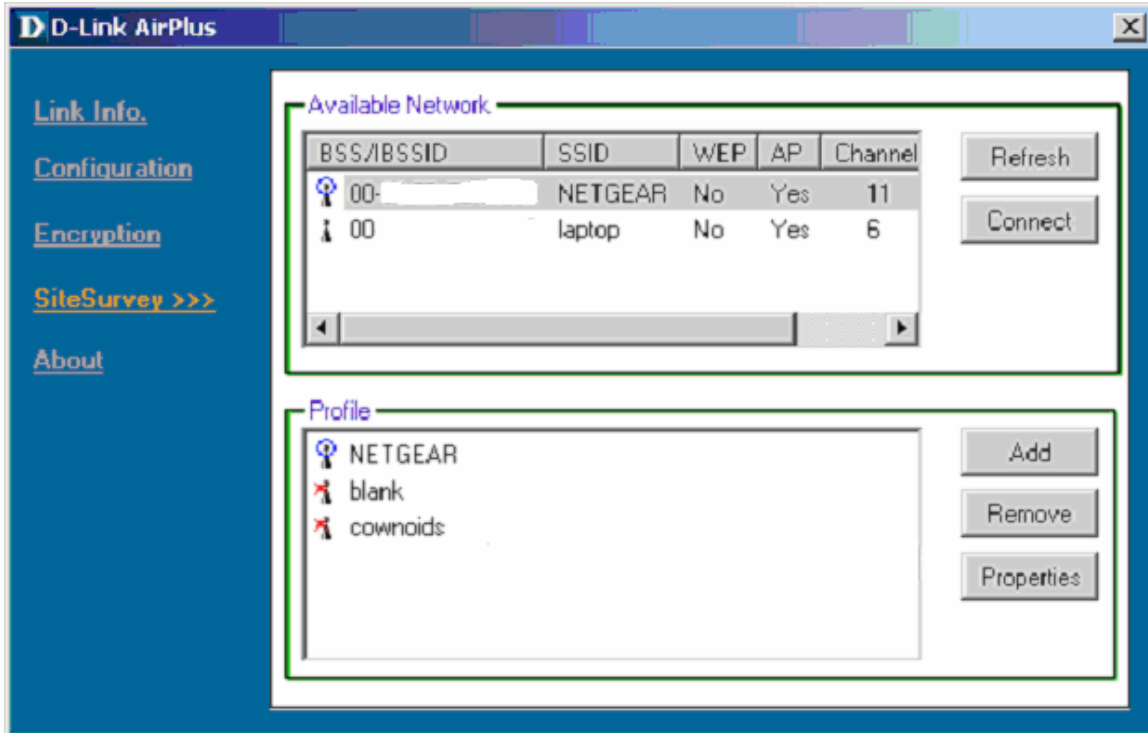 D-Link AirPlus
Link Info.
Configuration
Encryption
SiteSurvey >>>
About
Available Network
BSS/IBSSID SSID WEP AP Channel
00- NETGEAR No Yes 11
00 laptop No Yes 6
Refresh
Connect
Profile
NETGEAR
blank
cownoids
Add
Remove
Properties